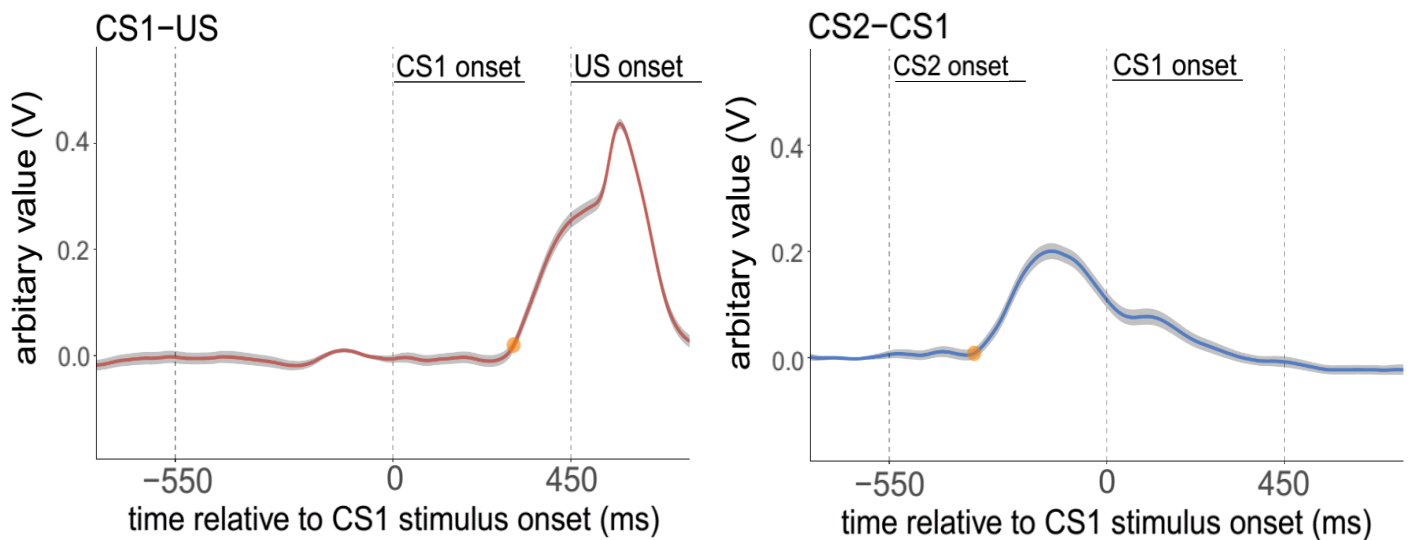 CS1−US
CS1 onset
US onset
arbitary value (V)
0.4
0.2
0.0
−550
0
450
time relative to CS1 stimulus onset (ms)
CS2−CS1
CS2 onset
CS1 onset
arbitary value (V)
0.4
0.2
0.0
−550
0
450
time relative to CS1 stimulus onset (ms)